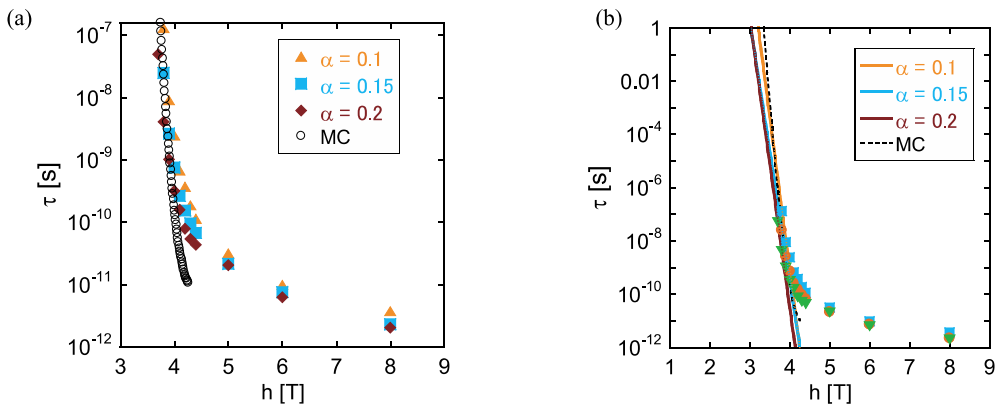 (a)
10⁻⁷
10⁻⁸
10⁻⁹
10⁻¹⁰
10⁻¹¹
10⁻¹²
τ [s]
α = 0.1
α = 0.15
α = 0.2
MC
3 4 5 6 7 8 9
h [T]
(b)
1
0.01
10⁻⁴
10⁻⁶
10⁻⁸
10⁻¹⁰
10⁻¹²
τ [s]
α = 0.1
α = 0.15
α = 0.2
MC
1 2 3 4 5 6 7 8 9
h [T]